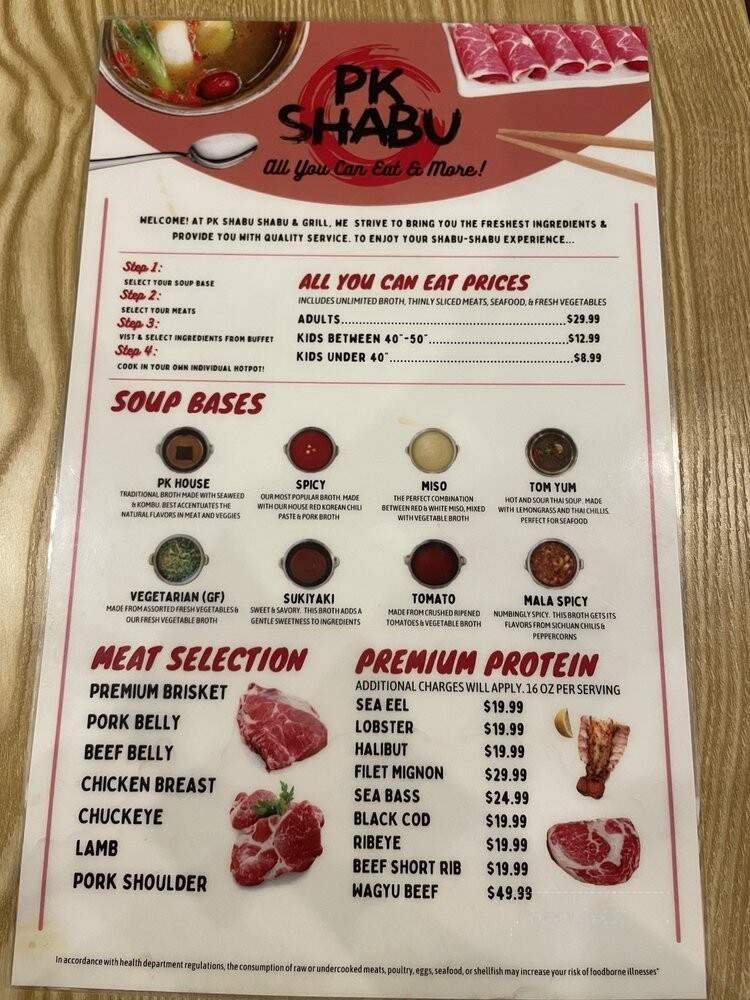 PK
SHABU
All You Can Eat & More!
WELCOME! AT PK SHABU SHABU & GRILL, WE STRIVE TO BRING YOU THE FRESHEST INGREDIENTS &
PROVIDE YOU WITH QUALITY SERVICE. TO ENJOY YOUR SHABU-SHABU EXPERIENCE...
Step 1:
SELECT YOUR SOUP BASE
Step 2:
SELECT YOUR MEATS
Step 3:
VIST & SELECT INGREDIENTS FROM BUFFET
Step 4:
COOK IN YOUR OWN INDIVIDUAL HOTPOT!
ALL YOU CAN EAT PRICES
INCLUDES UNLIMITED BROTH, THINLY SLICED MEATS, SEAFOOD, & FRESH VEGETABLES
ADULTS...$29.99
KIDS BETWEEN 40"-50"...$12.99
KIDS UNDER 40"...$8.99
SOUP BASES
PK HOUSE
TRADITIONAL BROTH MADE WITH SEAWEED
& KOMBU. BEST ACCENTUATES THE
NATURAL FLAVORS IN MEAT AND VEGGIES
SPICY
OUR MOST POPULAR BROTH. MADE
WITH OUR HOUSE RED KOREAN CHILI
PASTE & PORK BROTH
MISO
THE PERFECT COMBINATION
BETWEEN RED & WHITE MISO, MIXED
WITH VEGETABLE BROTH
TOM YUM
HOT AND SOUR THAI SOUP. MADE
WITH LEMONGRASS AND THAI CHILLIS.
PERFECT FOR SEAFOOD
VEGETARIAN (GF)
MADE FROM ASSORTED FRESH VEGETABLES &
OUR FRESH VEGETABLE BROTH
SUKIYAKI
SWEET & SAVORY. THIS BROTH ADDS A
GENTLE SWEETNESS TO INGREDIENTS
TOMATO
MADE FROM CRUSHED RIPENED
TOMATOES & VEGETABLE BROTH
MALA SPICY
NUMBINGLY SPICY. THIS BROTH GETS ITS
FLAVORS FROM SICHUAN CHILIS &
PEPPERCORNS
MEAT SELECTION
PREMIUM BRISKET
PORK BELLY
BEEF BELLY
CHICKEN BREAST
CHUCKEYE
LAMB
PORK SHOULDER
PREMIUM PROTEIN
ADDITIONAL CHARGES WILL APPLY. 16 OZ PER SERVING
SEA EEL $19.99
LOBSTER $19.99
HALIBUT $19.99
FILET MIGNON $29.99
SEA BASS $24.99
BLACK COD $19.99
RIBEYE $19.99
BEEF SHORT RIB $19.99
WAGYU BEEF $49.99
In accordance with health department regulations, the consumption of raw or undercooked meats, poultry, eggs, seafood, or shellfish may increase your risk of foodborne illnesses"